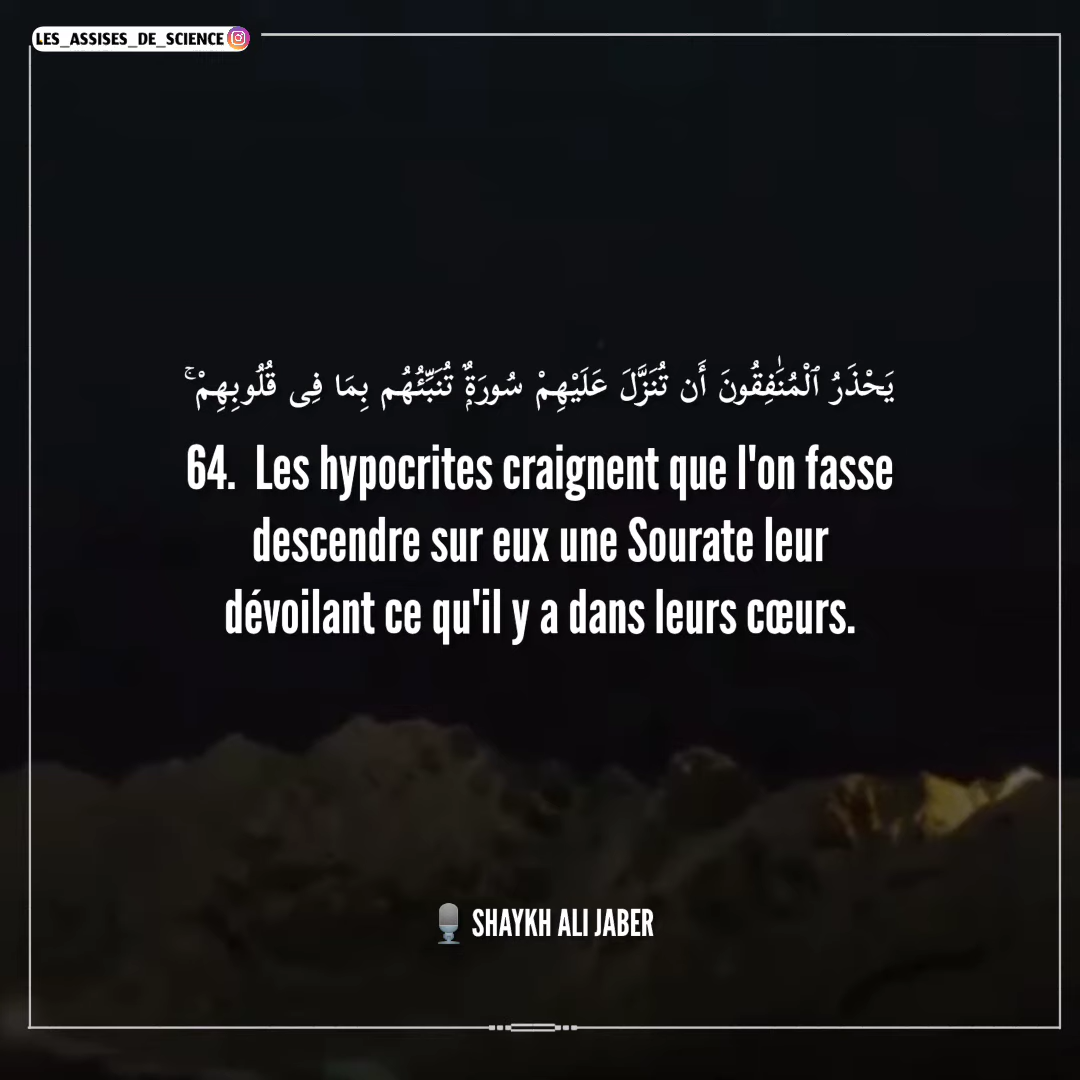 LES_ASSISES_DE_SCIENCE
يَحْذَرُ ٱلْمُنَٰفِقُونَ أَن تُنَزَّلَ عَلَيْهِمْ سُورَةٌۭ تُنَبِّئُهُم بِمَا فِى قُلُوبِهِمْ ۚ
64. Les hypocrites craignent que l'on fasse
descendre sur eux une Sourate leur
dévoilant ce qu'il y a dans leurs cœurs.
SHAYKH ALI JABER